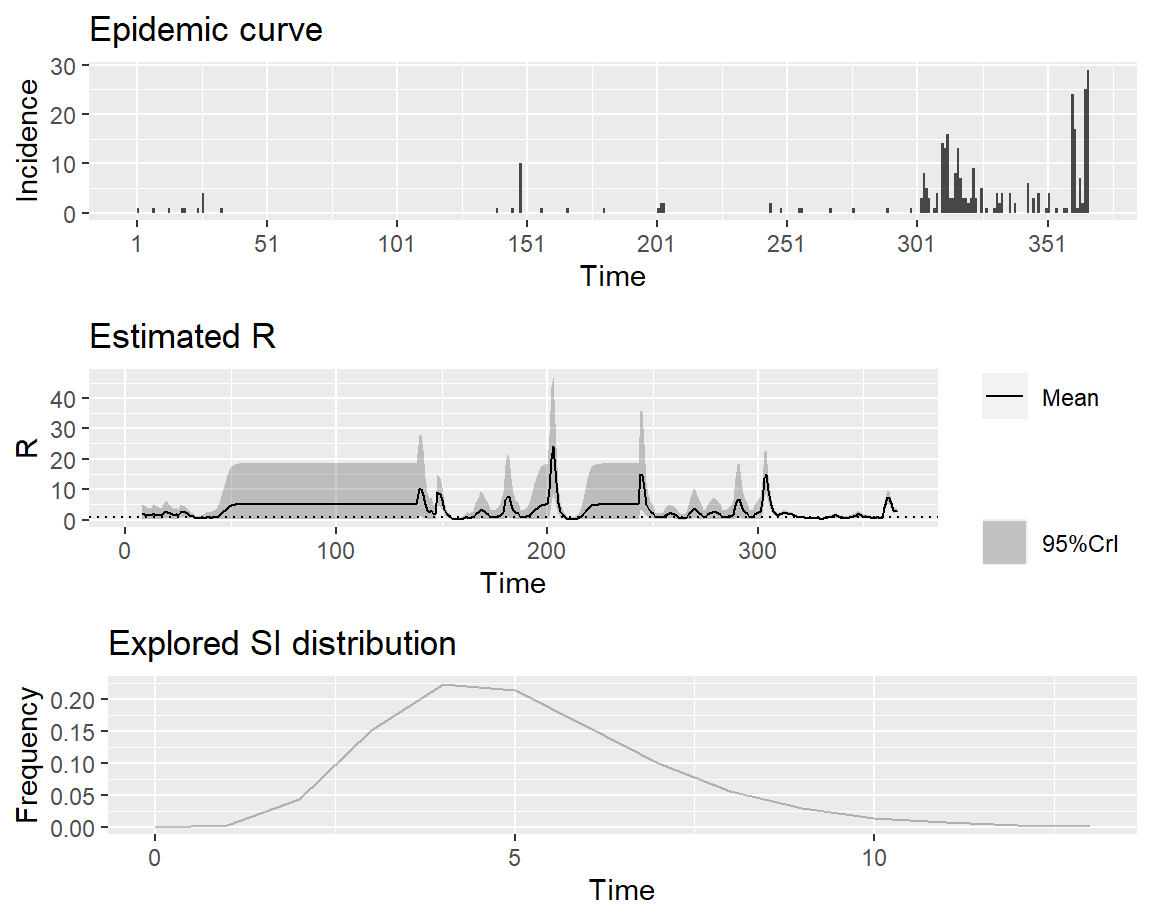 Epidemic curve
Incidence
30
20
10
0
1 51 101 151 201 251 301 351
Time
Estimated R
R
40
30
20
10
0
0 100 200 300
Time
Mean
95%CrI
Explored SI distribution
Frequency
0.20
0.15
0.10
0.05
0.00
0 5 10
Time